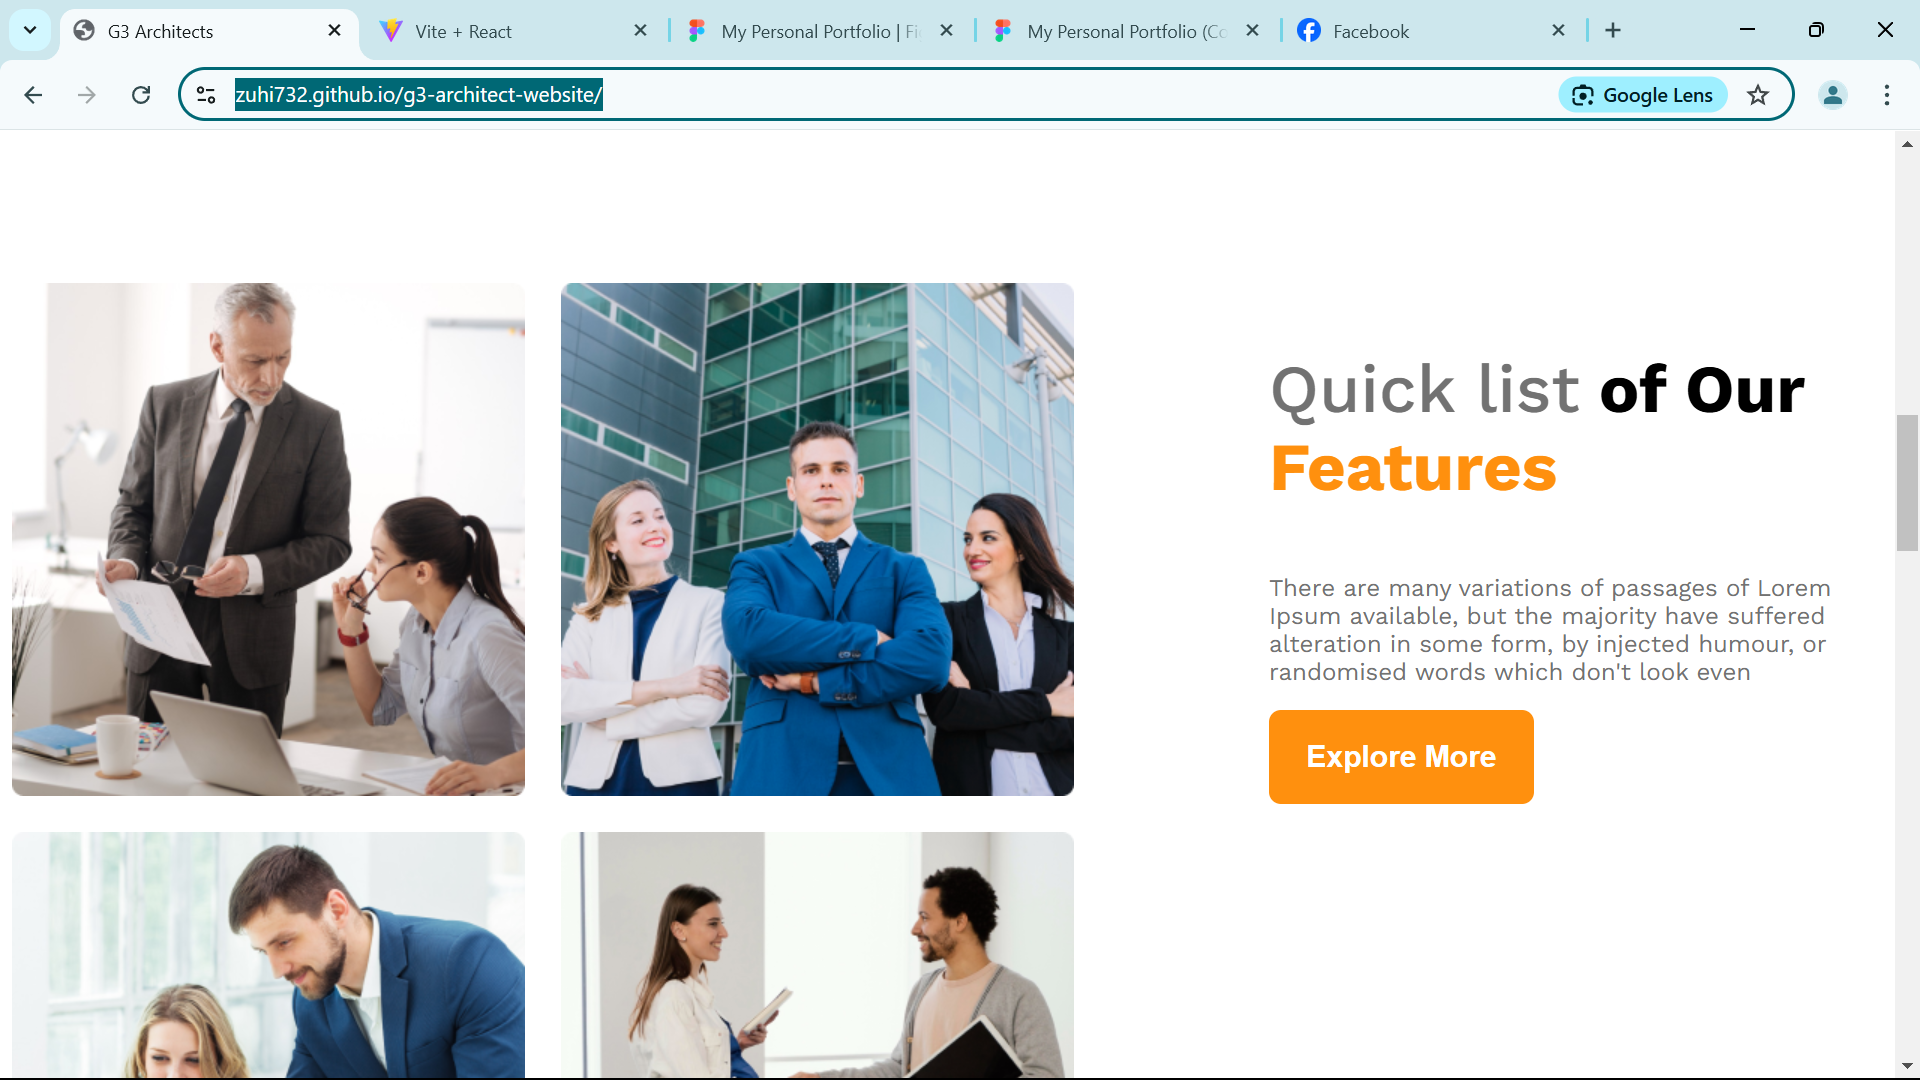 G3 Architects
Vite + React
My Personal Portfolio | Fi
My Personal Portfolio (Co
Facebook
zuhi732.github.io/g3-architect-website/
Google Lens
Quick list of Our
Features
There are many variations of passages of Lorem
Ipsum available, but the majority have suffered
alteration in some form, by injected humour, or
randomised words which don't look even
Explore More